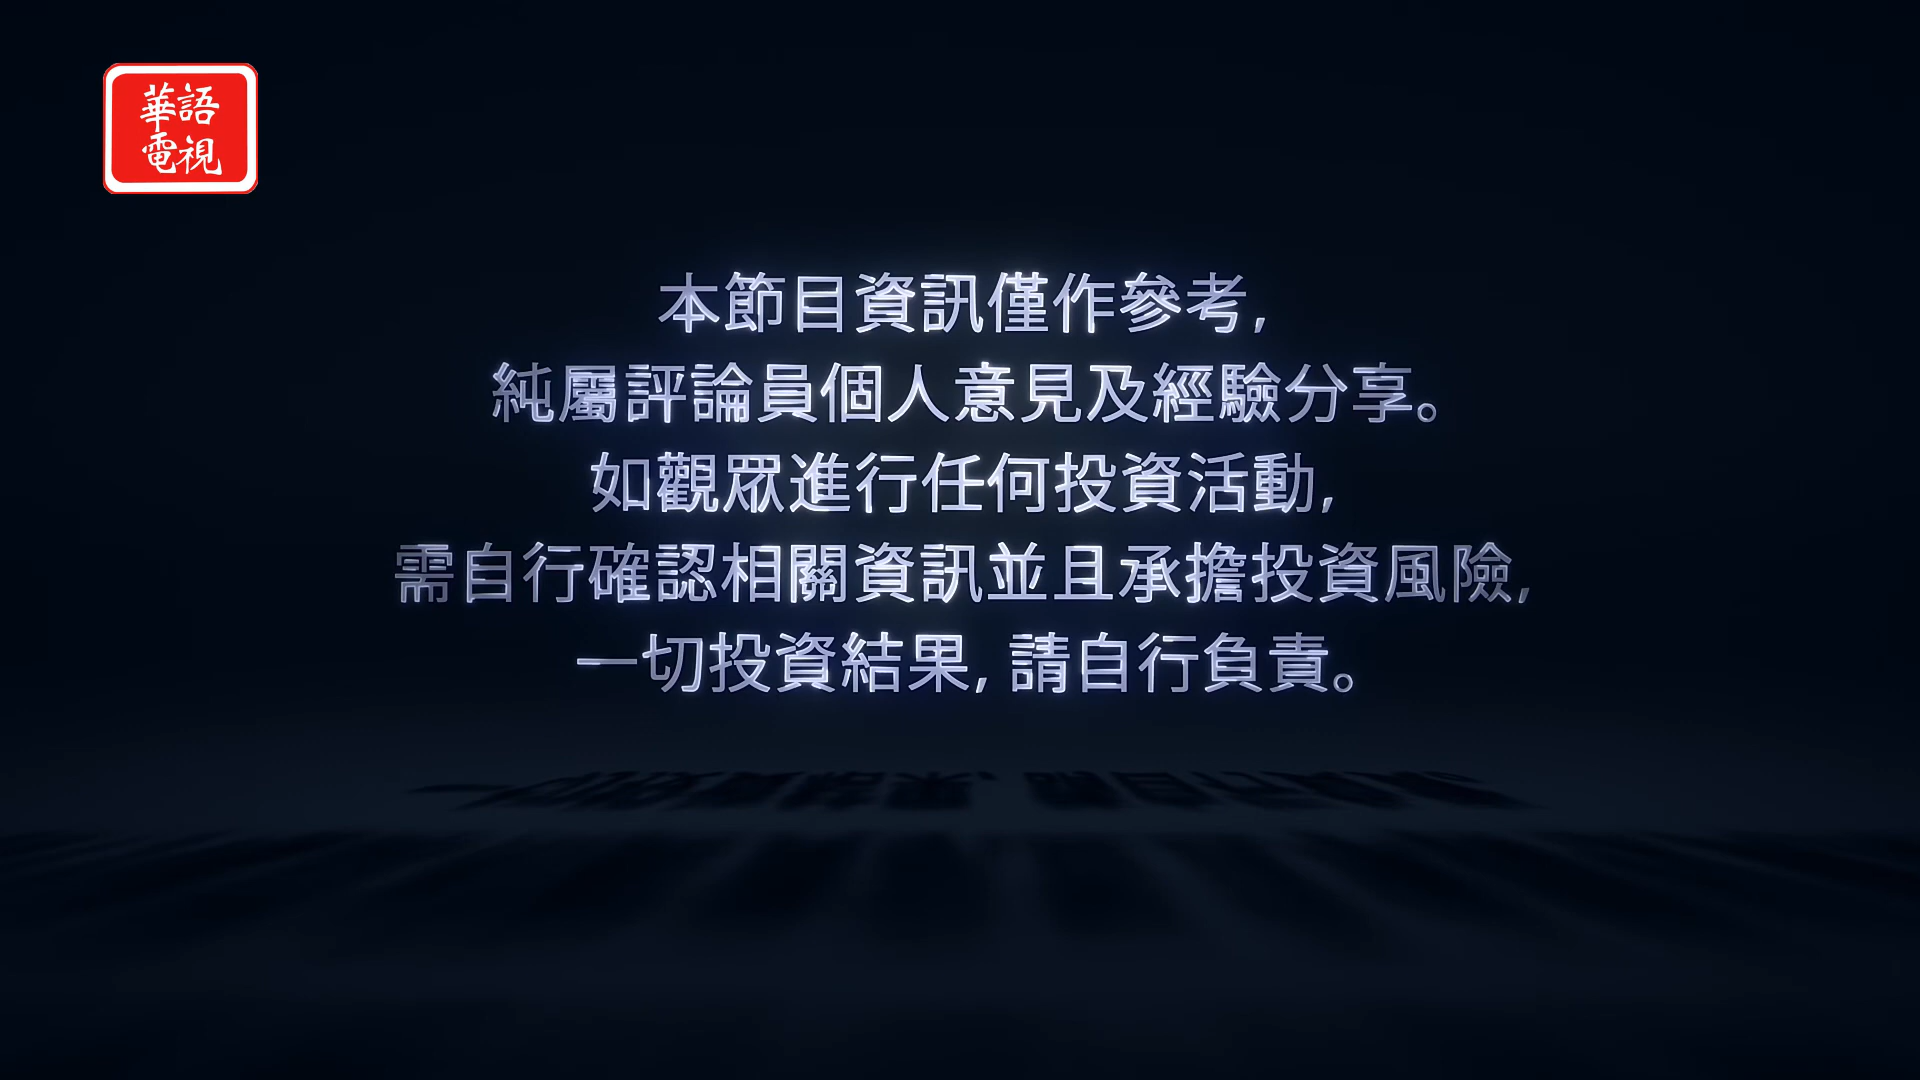 華語
電視
本節目資訊僅作參考,
純屬評論員個人意見及經驗分享。
如觀眾進行任何投資活動,
需自行確認相關資訊並且承擔投資風險,
一切投資結果, 請自行負責。